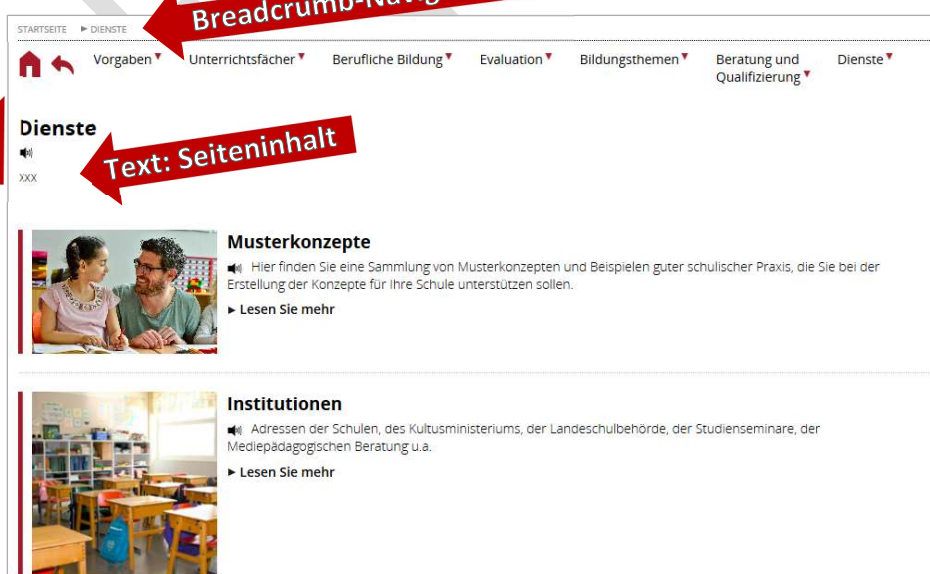 Breadcrumb-Navig
STARTSEITE ► DIENSTE
Vorgaben▼ Unterrichtsfächer▼ Berufliche Bildung▼ Evaluation▼ Bildungsthemen▼ Beratung und Qualifizierung▼ Dienste▼
Dienste
Text: Seiteninhalt
XXX
Musterkonzepte
Hier finden Sie eine Sammlung von Musterkonzepten und Beispielen guter schulischer Praxis, die Sie bei der
Erstellung der Konzepte für Ihre Schule unterstützen sollen.
► Lesen Sie mehr
Institutionen
Adressen der Schulen, des Kultusministeriums, der Landeschulbehörde, der Studienseminare, der
Mediepädagogischen Beratung u.a.
► Lesen Sie mehr